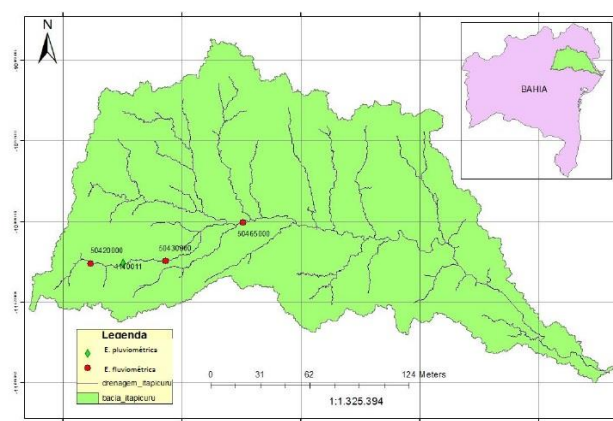 N
BAHIA
50420000
50430000
50465000
Legenda
E. pluviométrica
E. fluviométrica
drenagem_itapicuru
bacia_itapicuru
0 31 62 124 Meters
1:1.325.394